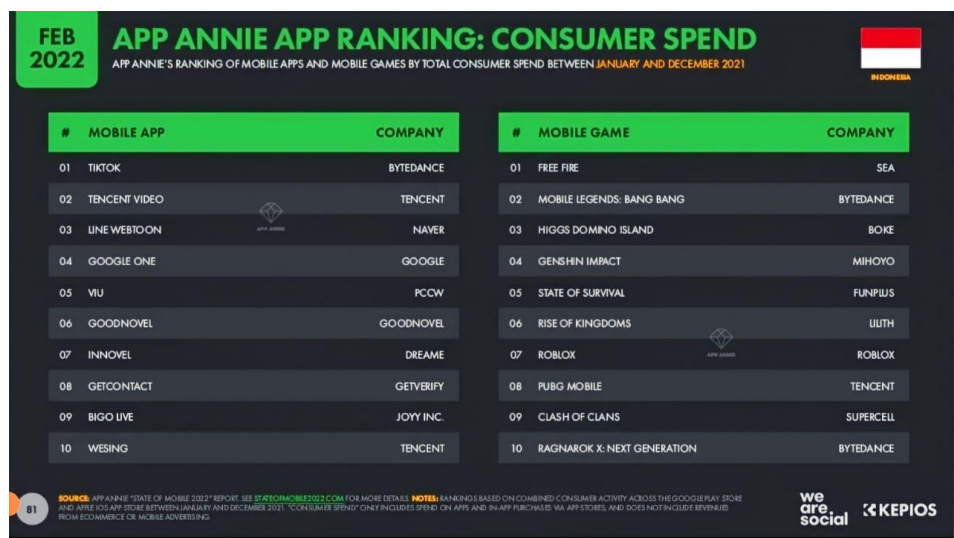 FEB
2022
APP ANNIE APP RANKING: CONSUMER SPEND
APP ANNIE'S RANKING OF MOBILE APPS AND MOBILE GAMES BY TOTAL CONSUMER SPEND BETWEEN JANUARY AND DECEMBER 2021
INDONESIA
# MOBILE APP COMPANY
01 TIKTOK BYTEDANCE
02 TENCENT VIDEO TENCENT
03 LINE WEBTOON NAVER
04 GOOGLE ONE GOOGLE
05 VIU PCCW
06 GOODNOVEL GOODNOVEL
07 INNOVEL DREAME
08 GETCONTACT GETVERIFY
09 BIGO LIVE JOYY INC.
10 WESING TENCENT
APP ANNIE
# MOBILE GAME COMPANY
01 FREE FIRE SEA
02 MOBILE LEGENDS: BANG BANG BYTEDANCE
03 HIGGS DOMINO ISLAND BOKE
04 GENSHIN IMPACT MIHOYO
05 STATE OF SURVIVAL FUNPLUS
06 RISE OF KINGDOMS LILITH
07 ROBLOX ROBLOX
08 PUBG MOBILE TENCENT
09 CLASH OF CLANS SUPERCELL
10 RAGNAROK X: NEXT GENERATION BYTEDANCE
APP ANNIE
81
SOURCE: APP ANNIE "STATE OF MOBILE 2022" REPORT. SEE STATEOFMOBILE2022.COM FOR MORE DETAILS. NOTES: RANKINGS BASED ON COMBINED CONSUMER ACTIVITY ACROSS THE GOOGLE PLAY STORE
AND APPLE IOS APP STORE BETWEEN JANUARY AND DECEMBER 2021. "CONSUMER SPEND" ONLY INCLUDES SPEND ON APPS AND IN-APP PURCHASES VIA APP STORES, AND DOES NOT INCLUDE REVENUES
FROM ECOMMERCE OR MOBILE ADVERTISING.
we
are.
social
KEPIOS